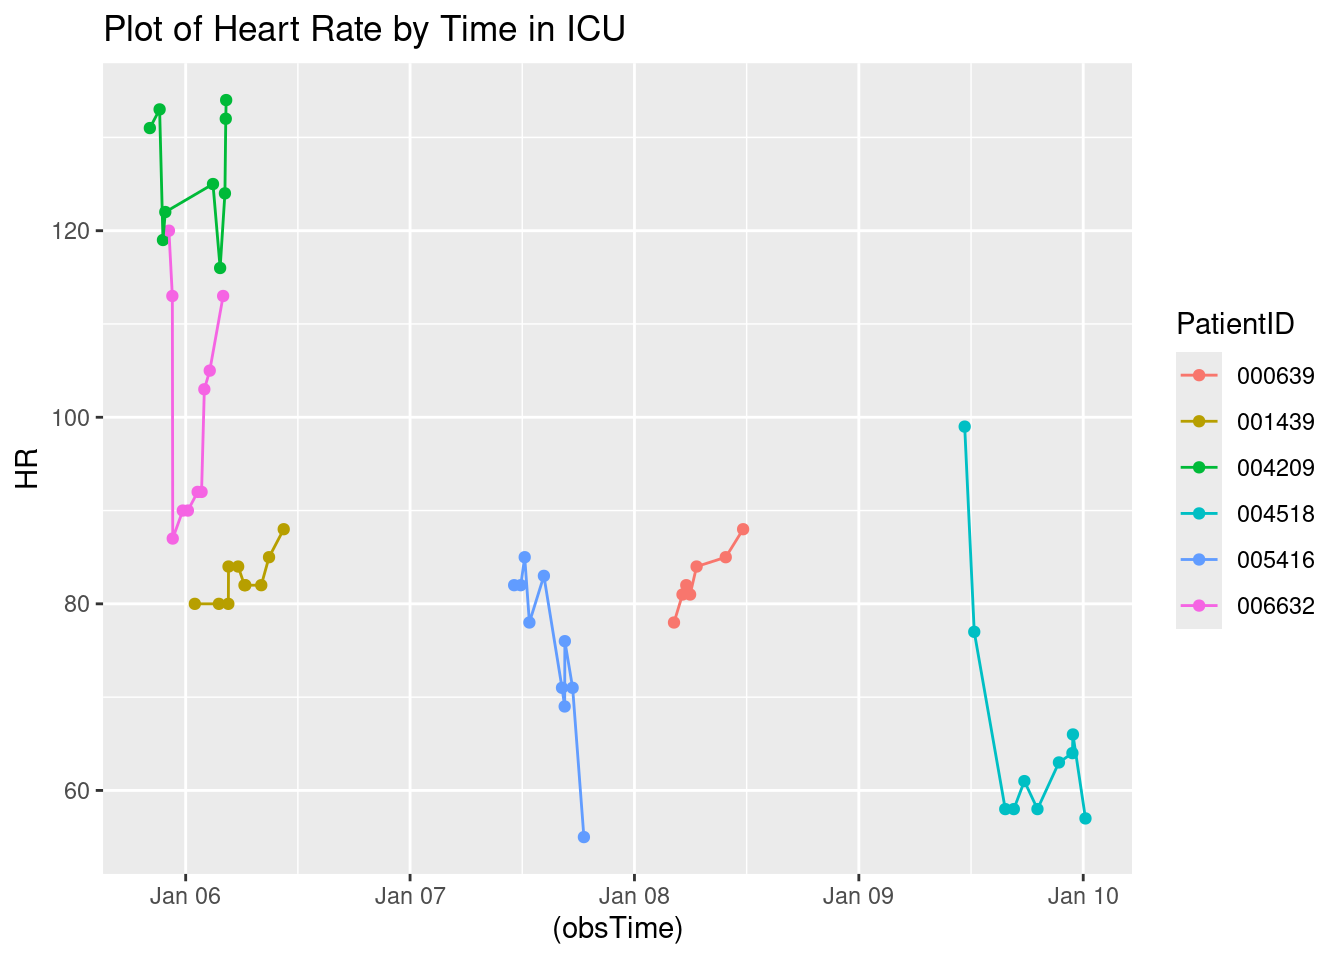 Plot of Heart Rate by Time in ICU
120
100
80
60
HR
Jan 06
Jan 07
Jan 08
Jan 09
Jan 10
(obsTime)
PatientID
000639
001439
004209
004518
005416
006632